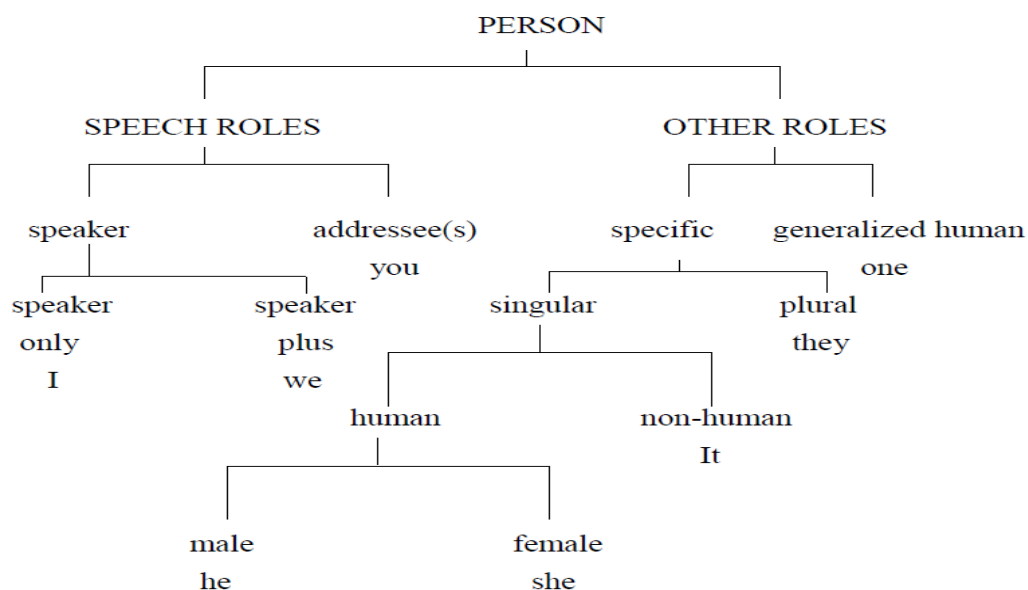 PERSON
SPEECH ROLES
OTHER ROLES
speaker
addressee(s)
you
specific
generalized human
one
speaker
only
I
speaker
plus
we
singular
plural
they
human
non-human
It
male
he
female
she